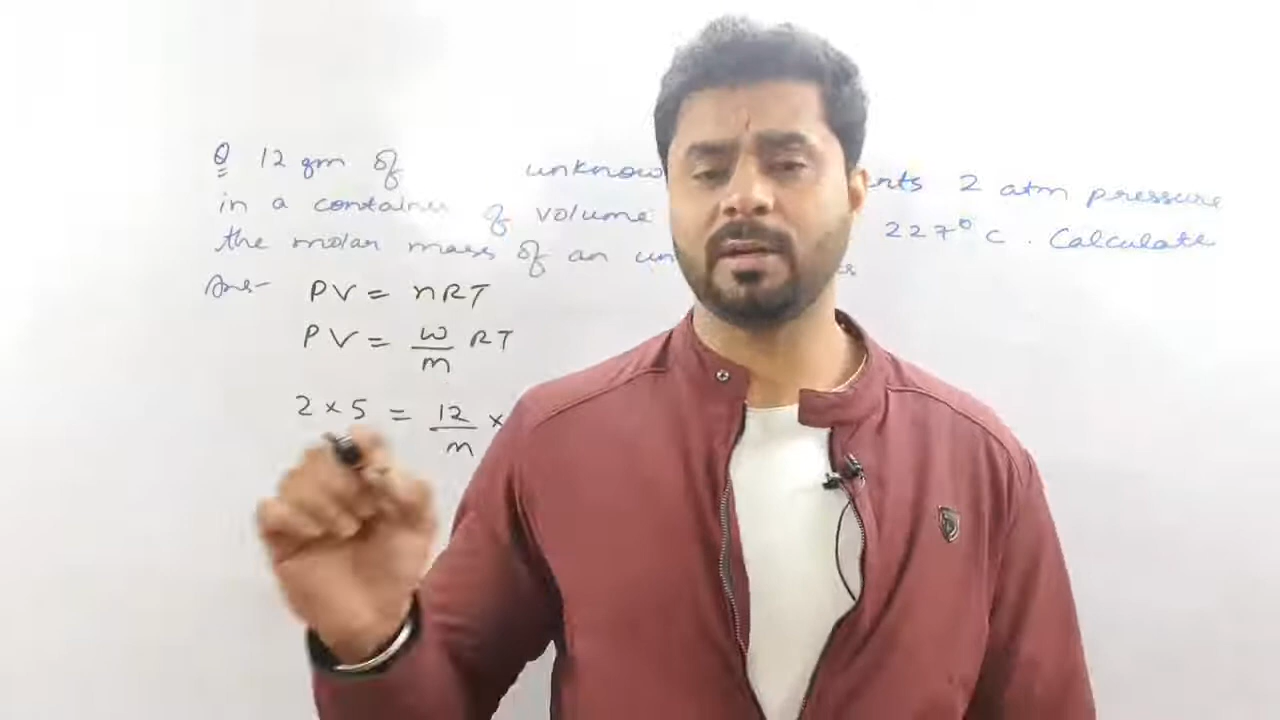 Q 12 gm of unknow 2 atm pressure
in a container of volume 227° C. Calculate
the molar mass of an un
Ans- PV = nRT
PV = w/m RT
2 × 5 = 12/m ×